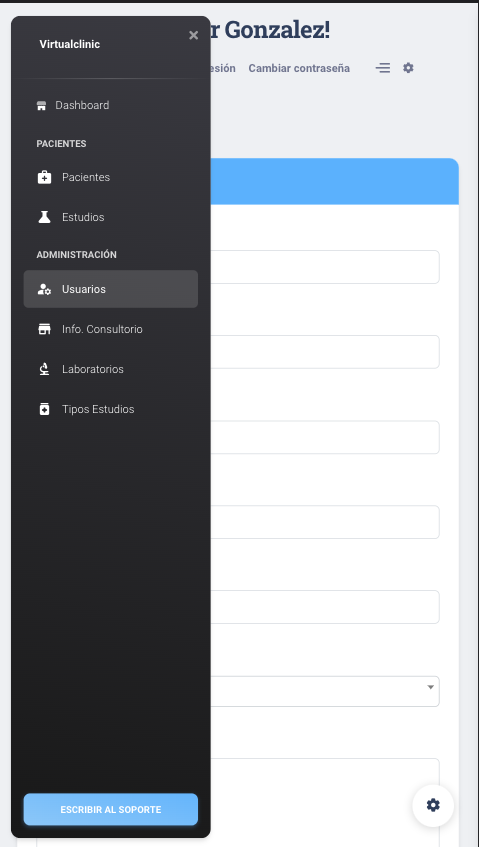 r Gonzalez!
Virtualclinic
esión Cambiar contraseña
Dashboard
PACIENTES
Pacientes
Estudios
ADMINISTRACIÓN
Usuarios
Info. Consultorio
Laboratorios
Tipos Estudios
ESCRIBIR AL SOPORTE